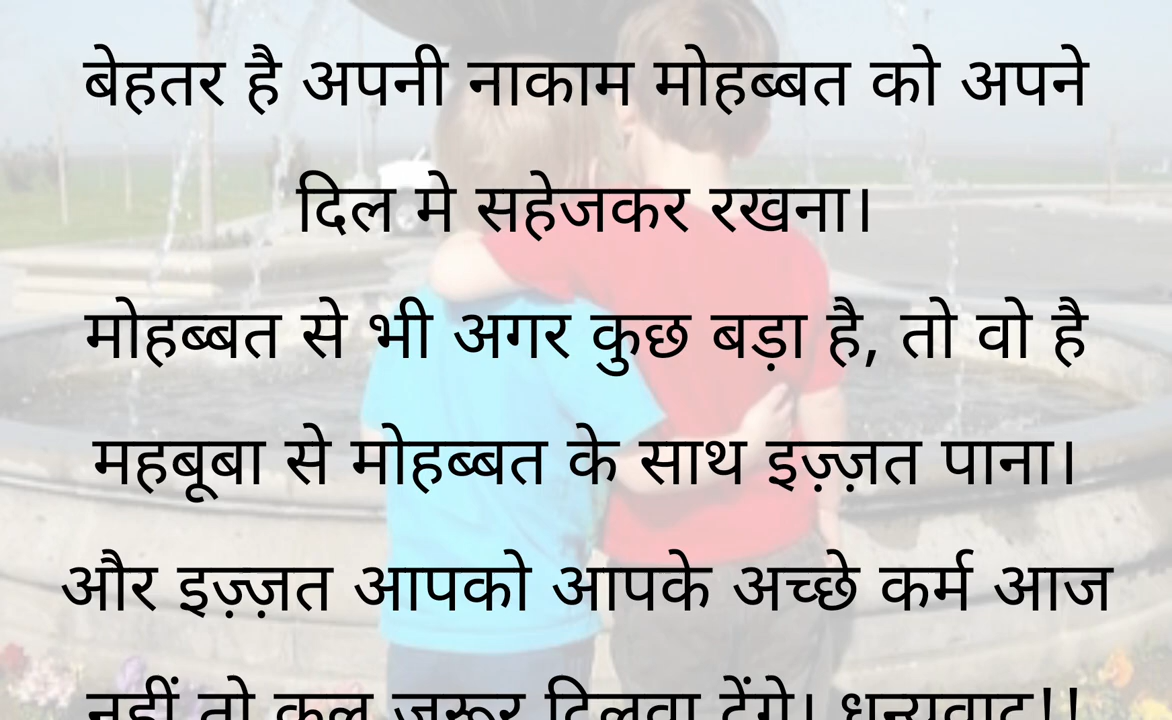 बेहतर है अपनी नाकाम मोहब्बत को अपने
दिल मे सहेजकर रखना।
मोहब्बत से भी अगर कुछ बड़ा है, तो वो है
महबूबा से मोहब्बत के साथ इज़्ज़त पाना।
और इज़्ज़त आपको आपके अच्छे कर्म आज
नहीं तो कल जरूर दिलवा देंगे। धन्यवाद!!